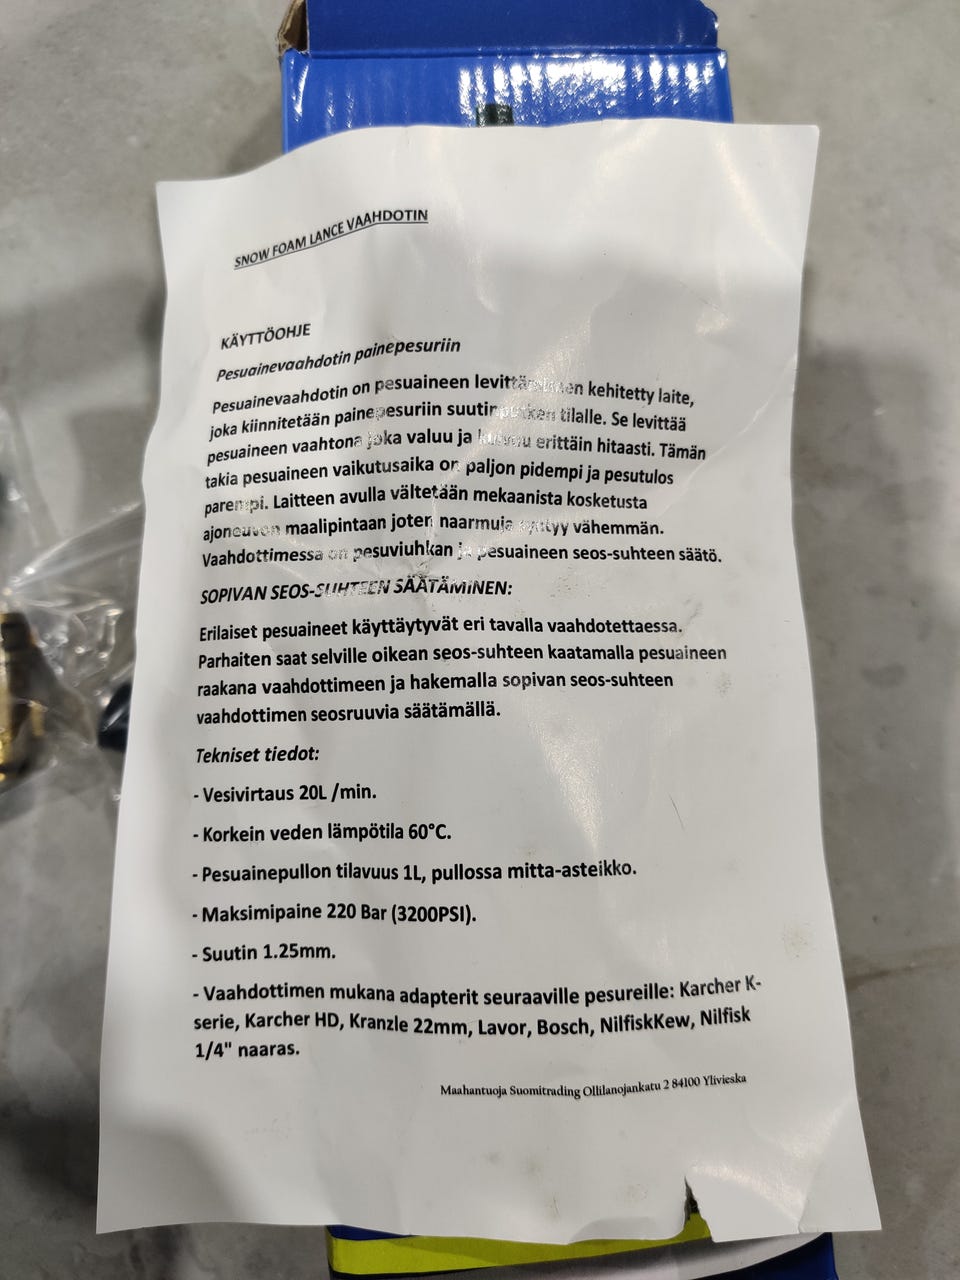 SNOW FOAM LANCE VAAHDOTIN
KÄYTTÖOHJE
Pesuainevaahdotin painepesuriin
Pesuainevaahdotin on pesuaineen levittämiseen kehitetty laite,
joka kiinnitetään painepesuriin suutinputken tilalle. Se levittää
pesuaineen vaahtona joka valuu ja kuivuu erittäin hitaasti. Tämän
takia pesuaineen vaikutusaika on paljon pidempi ja pesutulos
parempi. Laitteen avulla vältetään mekaanista kosketusta
ajoneuvon maalipintaan joten naarmuja syntyy vähemmän.
Vaahdottimessa on pesuviuhkan ja pesuaineen seos-suhteen säätö.
SOPIVAN SEOS-SUHTEEN SÄÄTÄMINEN:
Erilaiset pesuaineet käyttäytyvät eri tavalla vaahdotettaessa.
Parhaiten saat selville oikean seos-suhteen kaatamalla pesuaineen
raakana vaahdottimeen ja hakemalla sopivan seos-suhteen
vaahdottimen seosruuvia säätämällä.
Tekniset tiedot:
- Vesivirtaus 20L /min.
- Korkein veden lämpötila 60°C.
- Pesuainepullon tilavuus 1L, pullossa mitta-asteikko.
- Maksimipaine 220 Bar (3200PSI).
- Suutin 1.25mm.
- Vaahdottimen mukana adapterit seuraaville pesureille: Karcher K-
serie, Karcher HD, Kranzle 22mm, Lavor, Bosch, NilfiskKew, Nilfisk
1/4" naaras.
Maahantuoja Suomitrading Ollilanojankatu 2 84100 Ylivieska